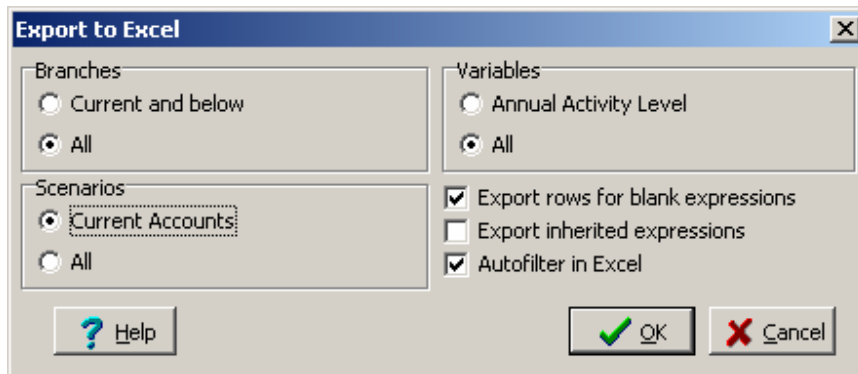 Export to Excel
Branches
Current and below
All
Variables
Annual Activity Level
All
Scenarios
Current Accounts
All
Export rows for blank expressions
Export inherited expressions
Autofilter in Excel
Help
OK
Cancel